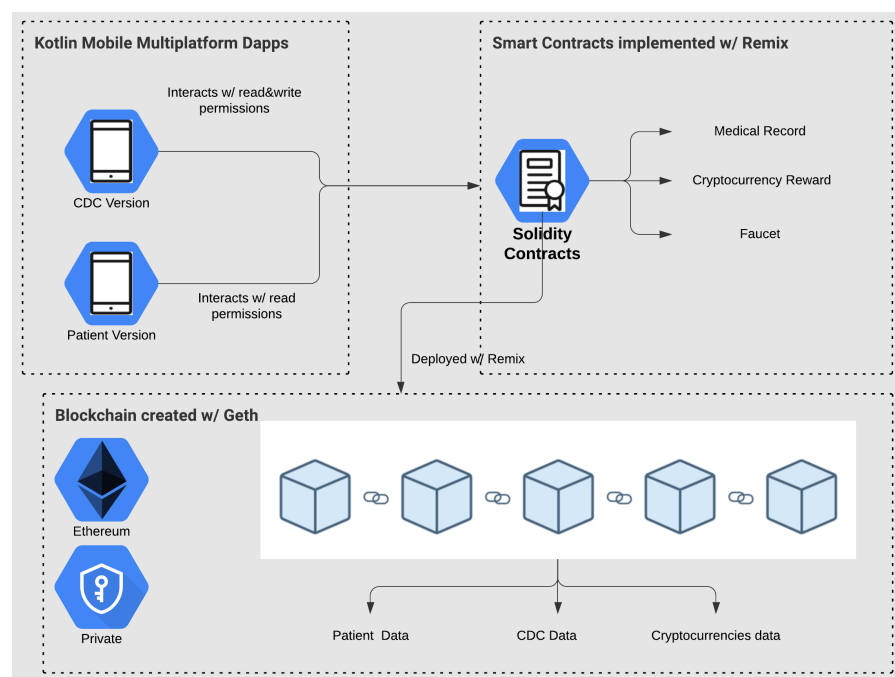 Kotlin Mobile Multiplatform Dapps
Interacts w/ read&write
permissions
CDC Version
Interacts w/ read
permissions
Patient Version
Smart Contracts implemented w/ Remix
Solidity
Contracts
Medical Record
Cryptocurrency Reward
Faucet
Deployed w/ Remix
Blockchain created w/ Geth
Ethereum
Private
Patient  Data
CDC Data
Cryptocurrencies data